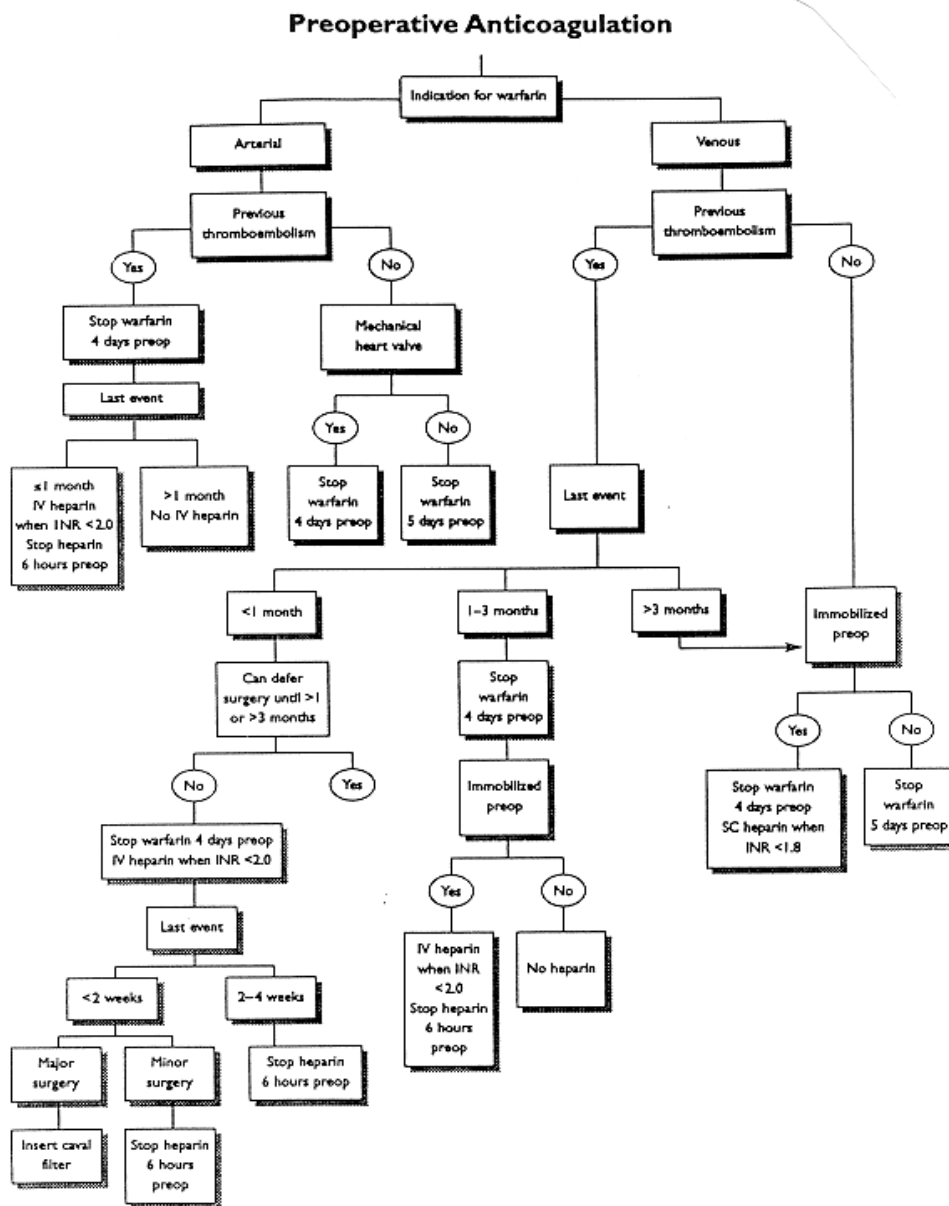 Preoperative Anticoagulation
Indication for warfarin
Arterial
Venous
Previous
thromboembolism
Previous
thromboembolism
Yes
No
Yes
No
Stop warfarin
4 days preop
Mechanical
heart valve
Last event
Yes
No
≤1 month
IV heparin
when INR <2.0
Stop heparin
6 hours preop
>1 month
No IV heparin
Stop
warfarin
4 days preop
Stop
warfarin
5 days preop
Last event
<1 month
1–3 months
>3 months
Immobilized
preop
Can defer
surgery until >1
or >3 months
Stop
warfarin
4 days preop
Yes
No
No
Yes
Immobilized
preop
Stop warfarin
4 days preop
SC heparin when
INR <1.8
Stop
warfarin
5 days preop
Stop warfarin 4 days preop
IV heparin when INR <2.0
Yes
No
Last event
IV heparin
when INR
<2.0
Stop heparin
6 hours
preop
No heparin
<2 weeks
2–4 weeks
Major
surgery
Minor
surgery
Stop heparin
6 hours preop
Insert caval
filter
Stop heparin
6 hours
preop